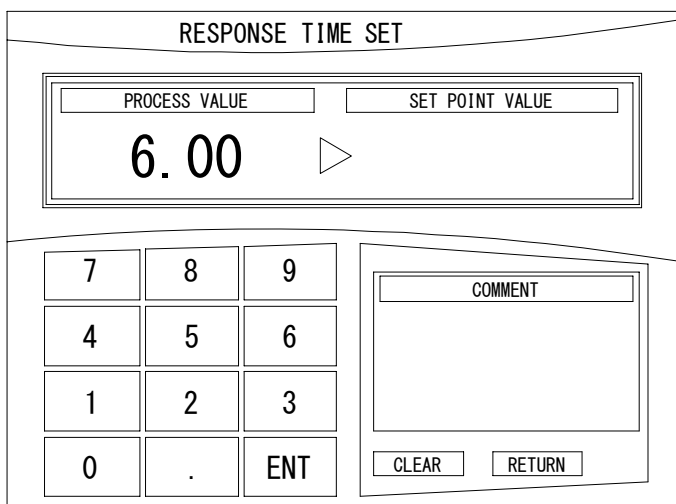 RESPONSE TIME SET
PROCESS VALUE SET POINT VALUE
6.00
7 8 9
COMMENT
4 5 6
1 2 3
0 . ENT
CLEAR RETURN